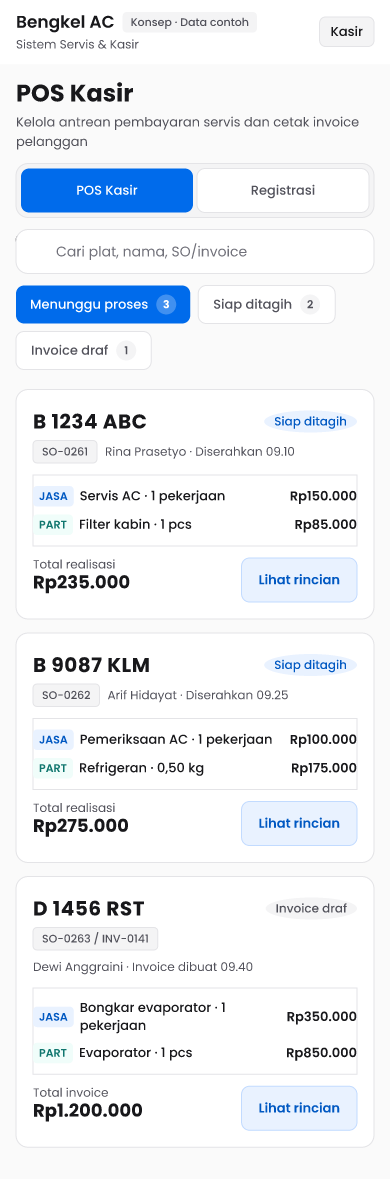 Bengkel AC Konsep · Data contoh
Sistem Servis & Kasir
Kasir
POS Kasir
Kelola antrean pembayaran servis dan cetak invoice
pelanggan
POS Kasir Registrasi
Cari plat, nama, SO/invoice
Menunggu proses 3 Siap ditagih 2
Invoice draf 1
B 1234 ABC Siap ditagih
SO-0261 Rina Prasetyo · Diserahkan 09.10
JASA Servis AC · 1 pekerjaan Rp150.000
PART Filter kabin · 1 pcs Rp85.000
Total realisasi
Rp235.000 Lihat rincian
B 9087 KLM Siap ditagih
SO-0262 Arif Hidayat · Diserahkan 09.25
JASA Pemeriksaan AC · 1 pekerjaan Rp100.000
PART Refrigeran · 0,50 kg Rp175.000
Total realisasi
Rp275.000 Lihat rincian
D 1456 RST Invoice draf
SO-0263 / INV-0141
Dewi Anggraini · Invoice dibuat 09.40
JASA Bongkar evaporator · 1
pekerjaan Rp350.000
PART Evaporator · 1 pcs Rp850.000
Total invoice
Rp1.200.000 Lihat rincian